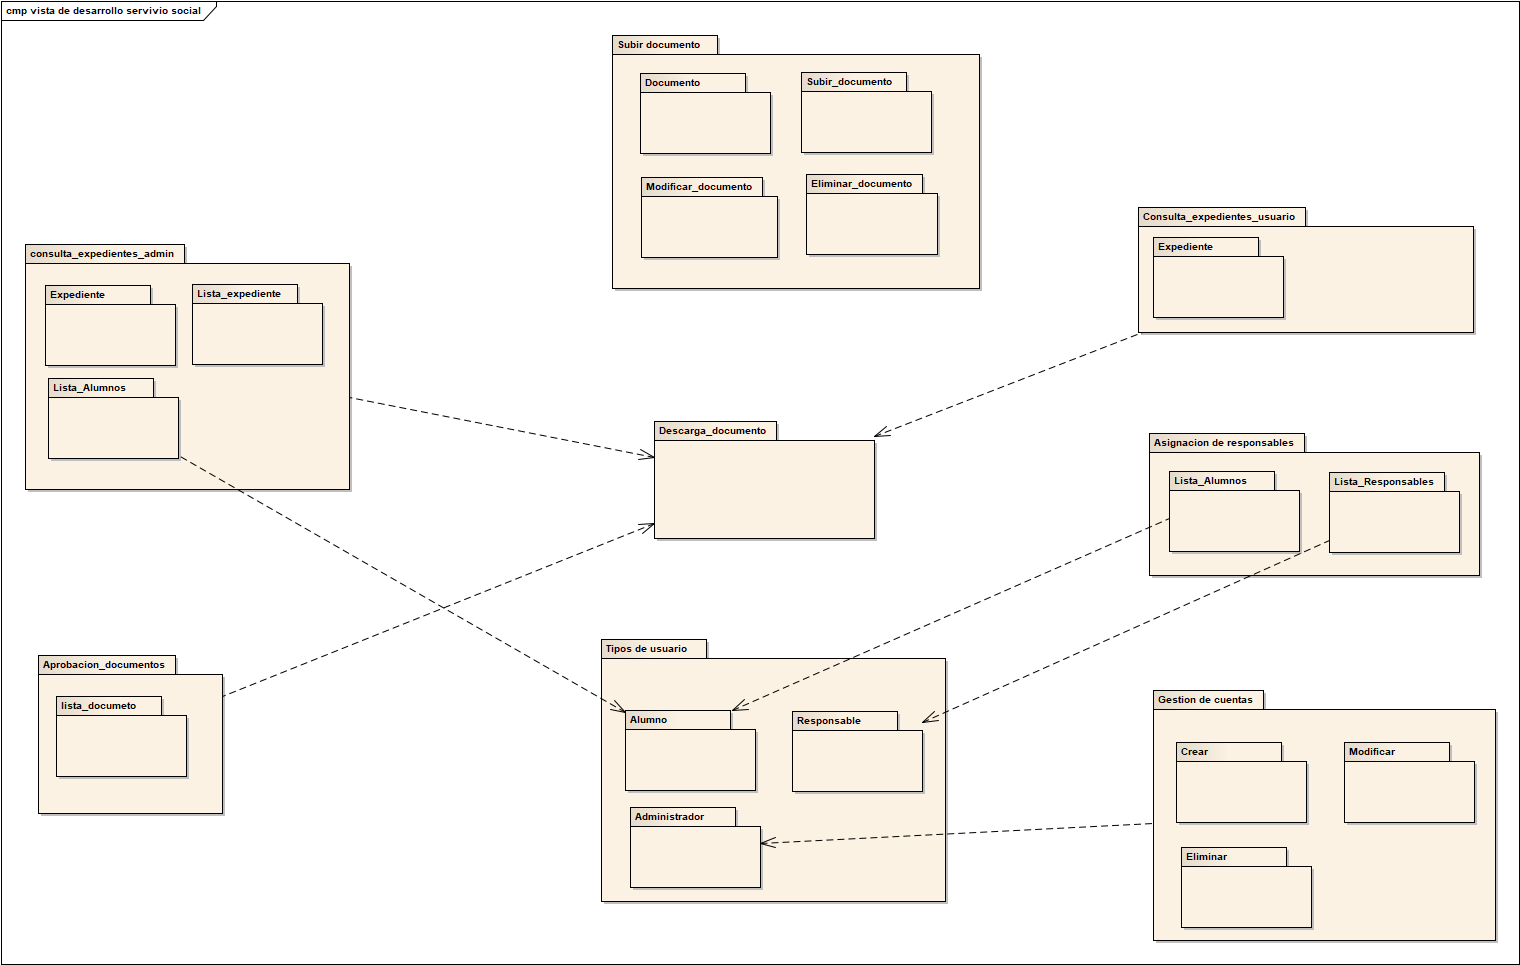 cmp vista de desarrollo servivio social
Subir documento
Documento
Subir_documento
Modificar_documento
Eliminar_documento
Consulta_expedientes_usuario
Expediente
consulta_expedientes_admin
Expediente
Lista_expediente
Lista_Alumnos
Descarga_documento
Asignacion de responsables
Lista_Alumnos
Lista_Responsables
Aprobacion_documentos
lista_documeto
Tipos de usuario
Alumno
Responsable
Administrador
Gestion de cuentas
Crear
Modificar
Eliminar